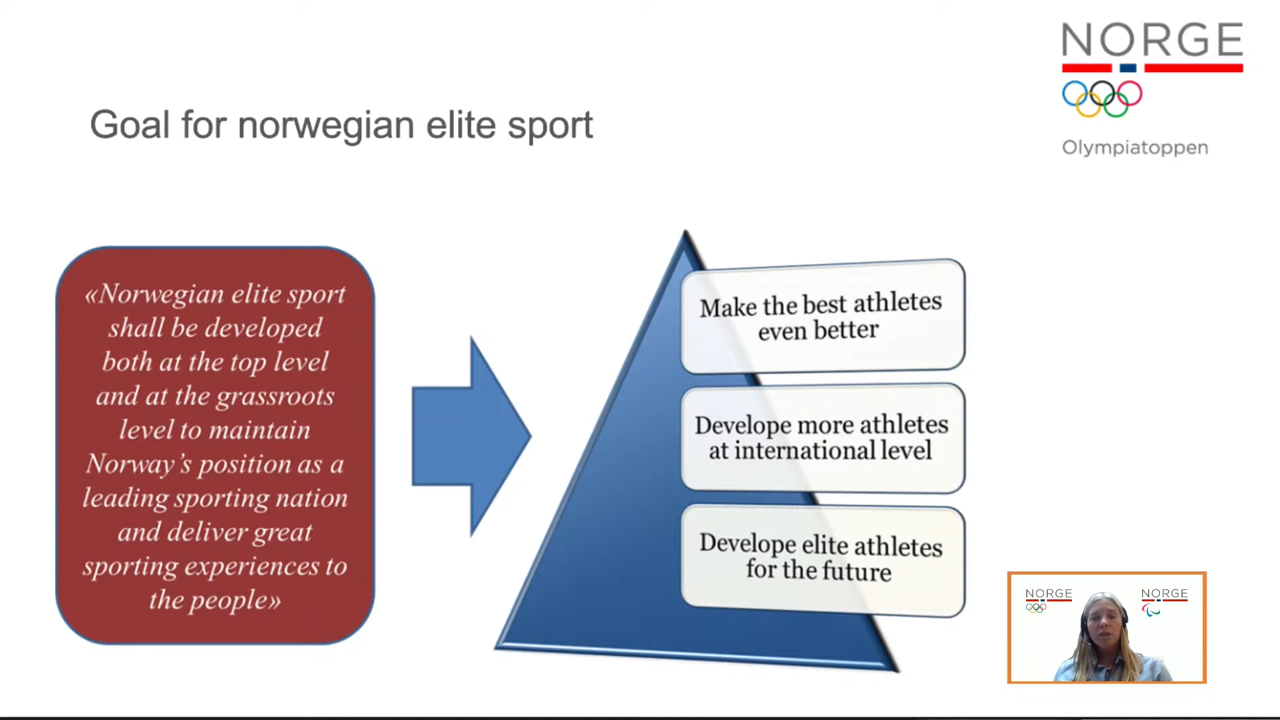 NORGE
Olympiatoppen
Goal for norwegian elite sport
«Norwegian elite sport
shall be developed
both at the top level
and at the grassroots
level to maintain
Norway's position as a
leading sporting nation
and deliver great
sporting experiences to
the people»
Make the best athletes
even better
Develope more athletes
at international level
Develope elite athletes
for the future
NORGE
NORGE